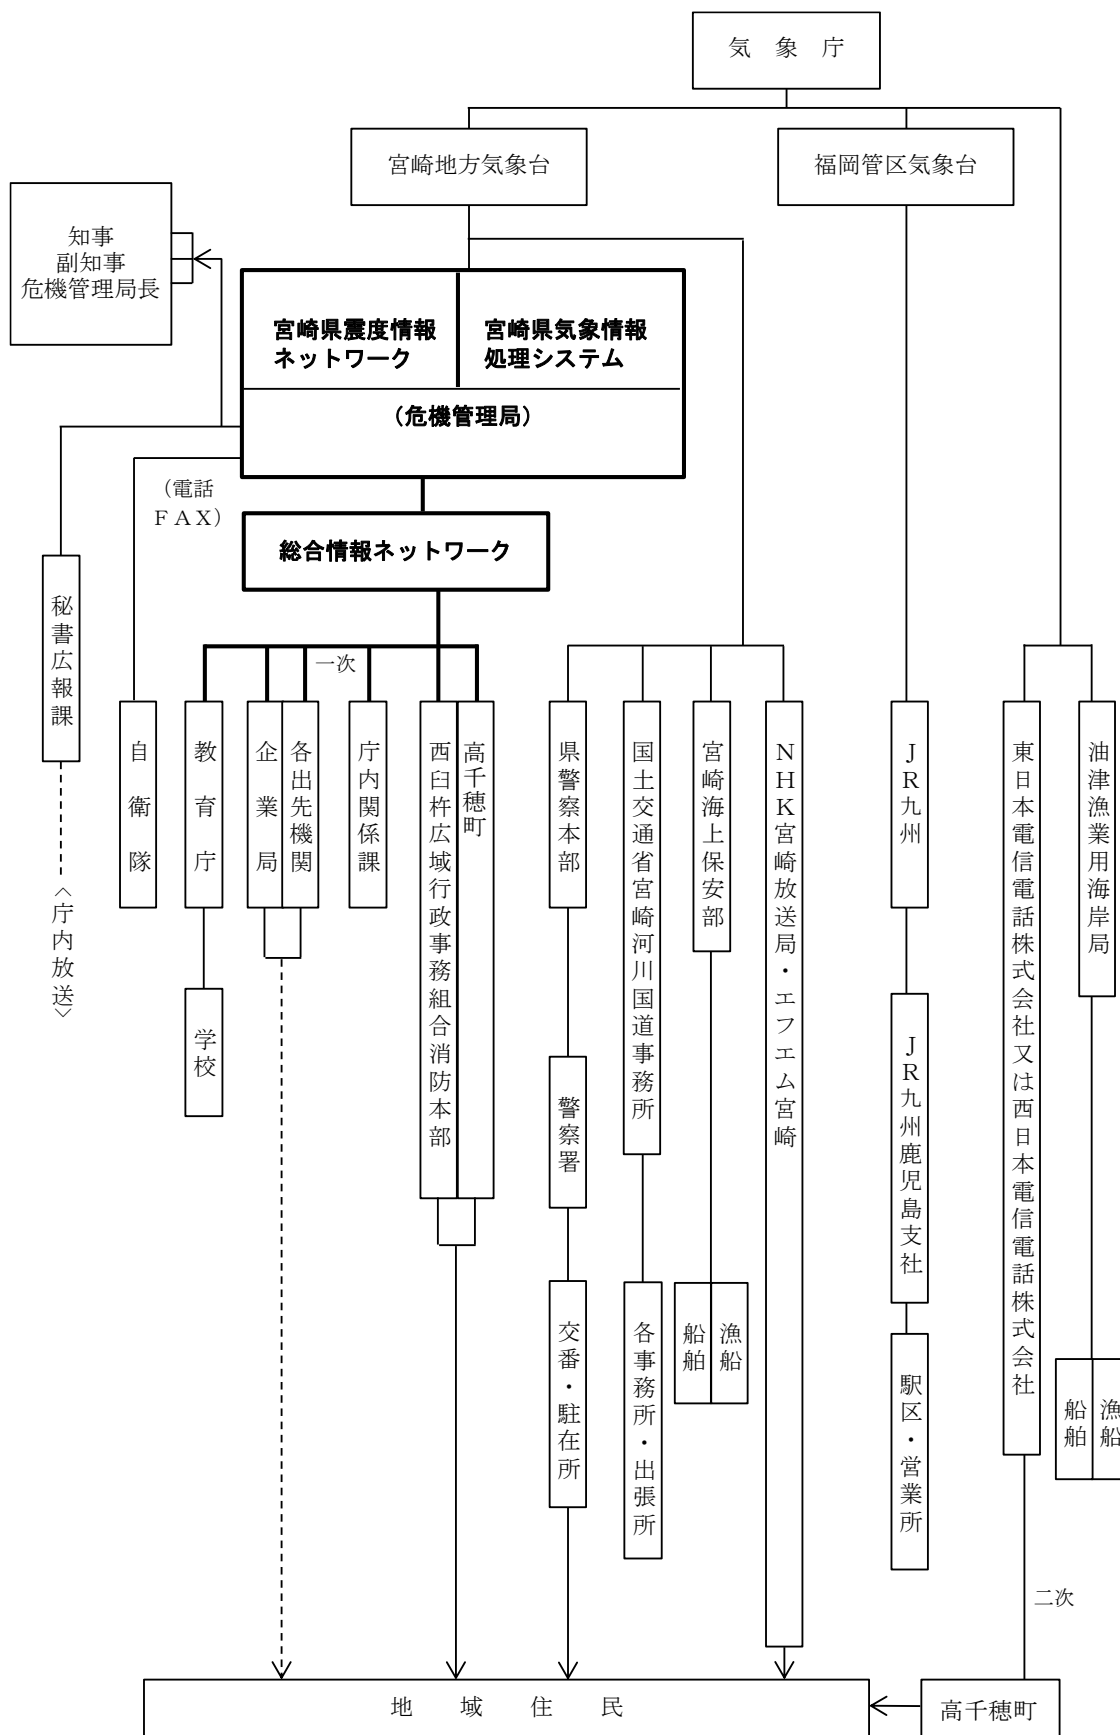 気象庁
宮崎地方気象台
福岡管区気象台
知事
副知事
危機管理局長
宮崎県震度情報
ネットワーク
宮崎県気象情報
処理システム
(危機管理局)
(電話
FAX)
総合情報ネットワーク
一次
秘書広報課
<庁内放送>
自衛隊
教育庁
学校
企業局
各出先機関
庁内関係課
西臼杵広域行政事務組合消防本部
高千穂町
県警察本部
警察署
交番・駐在所
国土交通省宮崎河川国道事務所
各事務所・出張所
宮崎海上保安部
船舶
漁船
NHK宮崎放送局・エフエム宮崎
JR九州
JR九州鹿児島支社
駅区・営業所
東日本電信電話株式会社又は西日本電信電話株式会社
油津漁業用海岸局
船舶
漁船
二次
地域住民
高千穂町